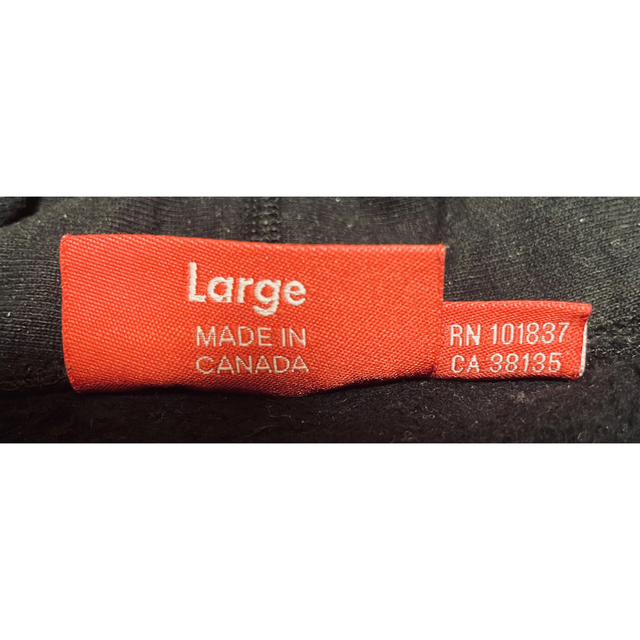 Large
MADE IN
CANADA
RN 101837
CA 38135